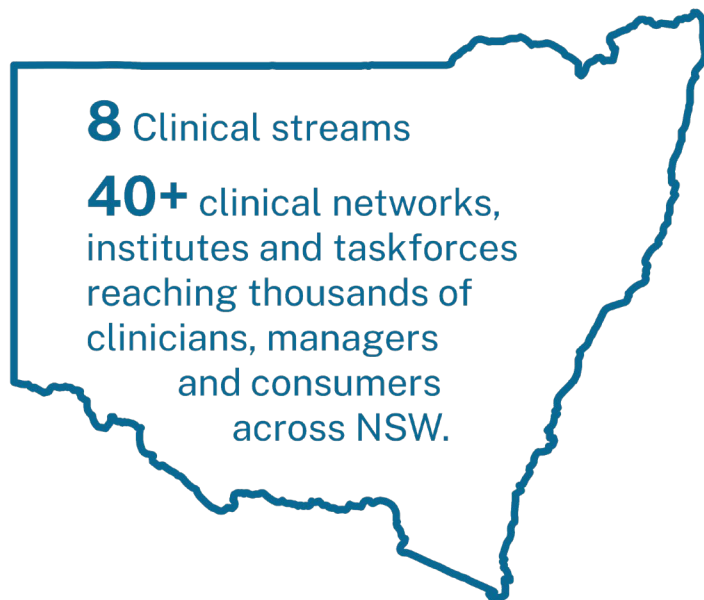 8 Clinical streams
40+ clinical networks,
institutes and taskforces
reaching thousands of
clinicians, managers
and consumers
across NSW.